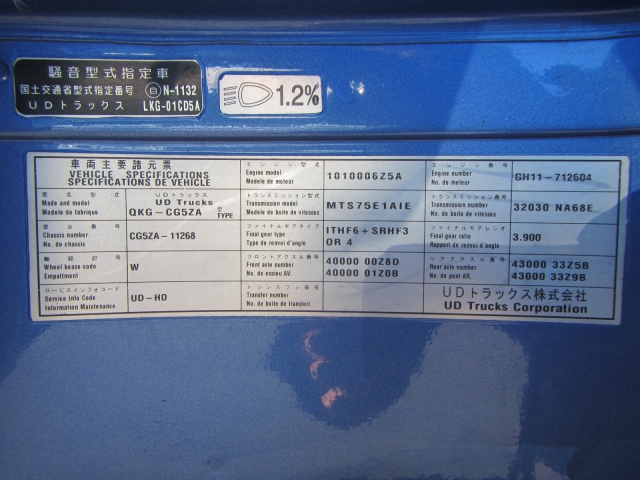 騒音型式指定車
国土交通省型式指定番号 自 N-1132
UDトラックス LKG-01CD5A
1.2%
車両主要諸元票
VEHICLE SPECIFICATIONS
SPECIFICATIONS DE VEHICLE
エンジン型式
Engine model
Modele de moteur
1010006Z5A
エンジン番号
Engine number
No. de moteur
GH11-712604
車名型式
Made and model
Modele de fabrique
UDトラックス
UD Trucks
QKG-CG5ZA 型 TYPE
トランスミッション型式
Transmission model
Modele de boite de vitesses
MTS75E1AIE
トランスミッション番号
Transmission number
No. de boite de vitesses
32030 NA68E
車台番号
Chassis number
No. de chassis
CG5ZA-11268
ファイナルギアタイプ
Final gear type
Type de renvoi d'angle
ITHF6+SRHF3
OR 4
ファイナルギアレシオ
Final gear ratio
Rapport de renvoi d'angle
3.900
軸距記号
Wheel base code
Empattement
W
フロントアクスル番号
Front axle number
No. de essieu AV.
40000 00Z8D
40000 01Z0B
リアアクスル番号
Rear axle number
No. de pont AR.
43000 33Z5B
43000 33Z9B
サービスインフォコード
Service Info Code
Information Maintenance
UD-HD
トランスファ番号
Transfer number
No. de boite de transferi
UDトラックス株式会社
UD Trucks Corporation